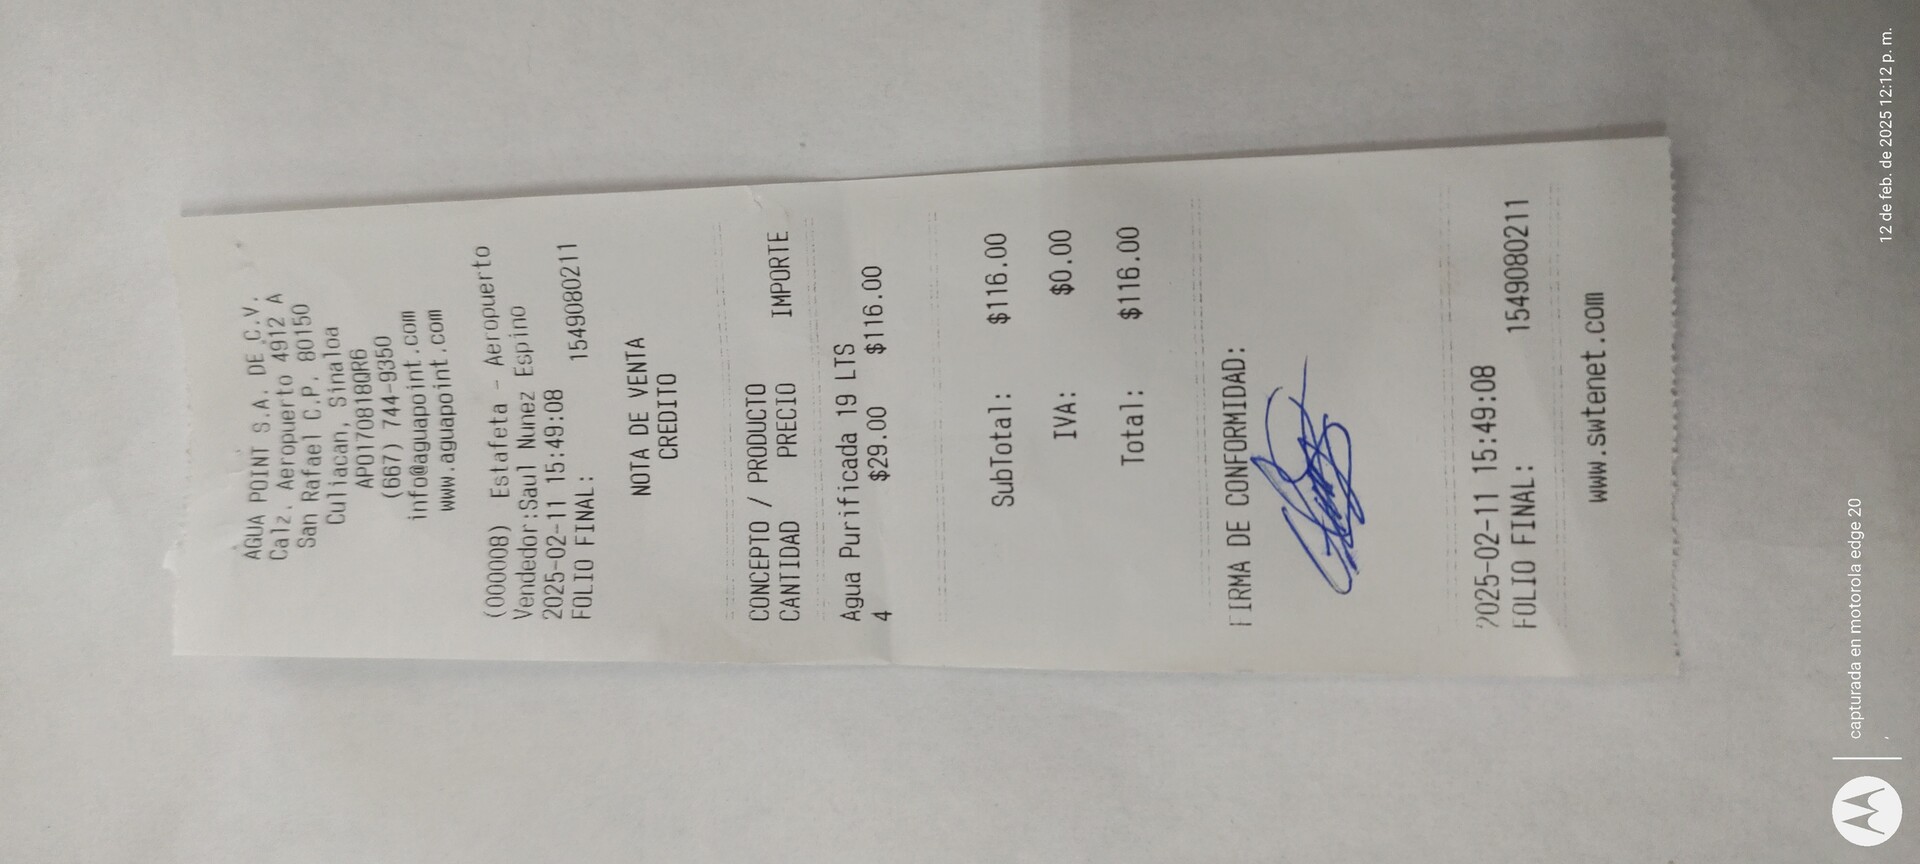 AGUA POINT S.A. DE C.V.
Calz. Aeropuerto 4912 A
San Rafael C.P. 80150
Culiacan, Sinaloa
APO170818QR6
(667) 744-9350
info@aguapoint.com
www.aguapoint.com
(000008) Estafeta - Aeropuerto
Vendedor:Saul Nunez Espino
2025-02-11 15:49:08
FOLIO FINAL: 1549080211
NOTA DE VENTA
CREDITO
CONCEPTO / PRODUCTO
CANTIDAD PRECIO IMPORTE
Agua Purificada 19 LTS
4 $29.00 $116.00
SubTotal: $116.00
IVA: $0.00
Total: $116.00
FIRMA DE CONFORMIDAD:
2025-02-11 15:49:08
FOLIO FINAL: 1549080211
www.swtenet.com
capturada en motorola edge 20
,
12 de feb. de 2025 12:12 p. m.